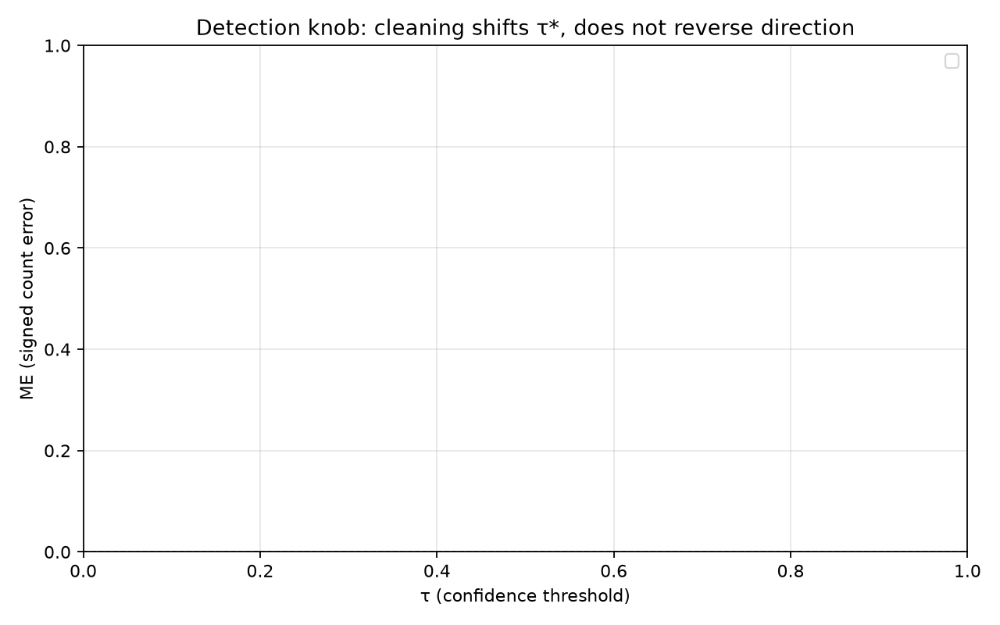 Detection knob: cleaning shifts τ*, does not reverse direction
1.0
0.8
0.6
0.4
0.2
0.0
ME (signed count error)
0.0 0.2 0.4 0.6 0.8 1.0
τ (confidence threshold)